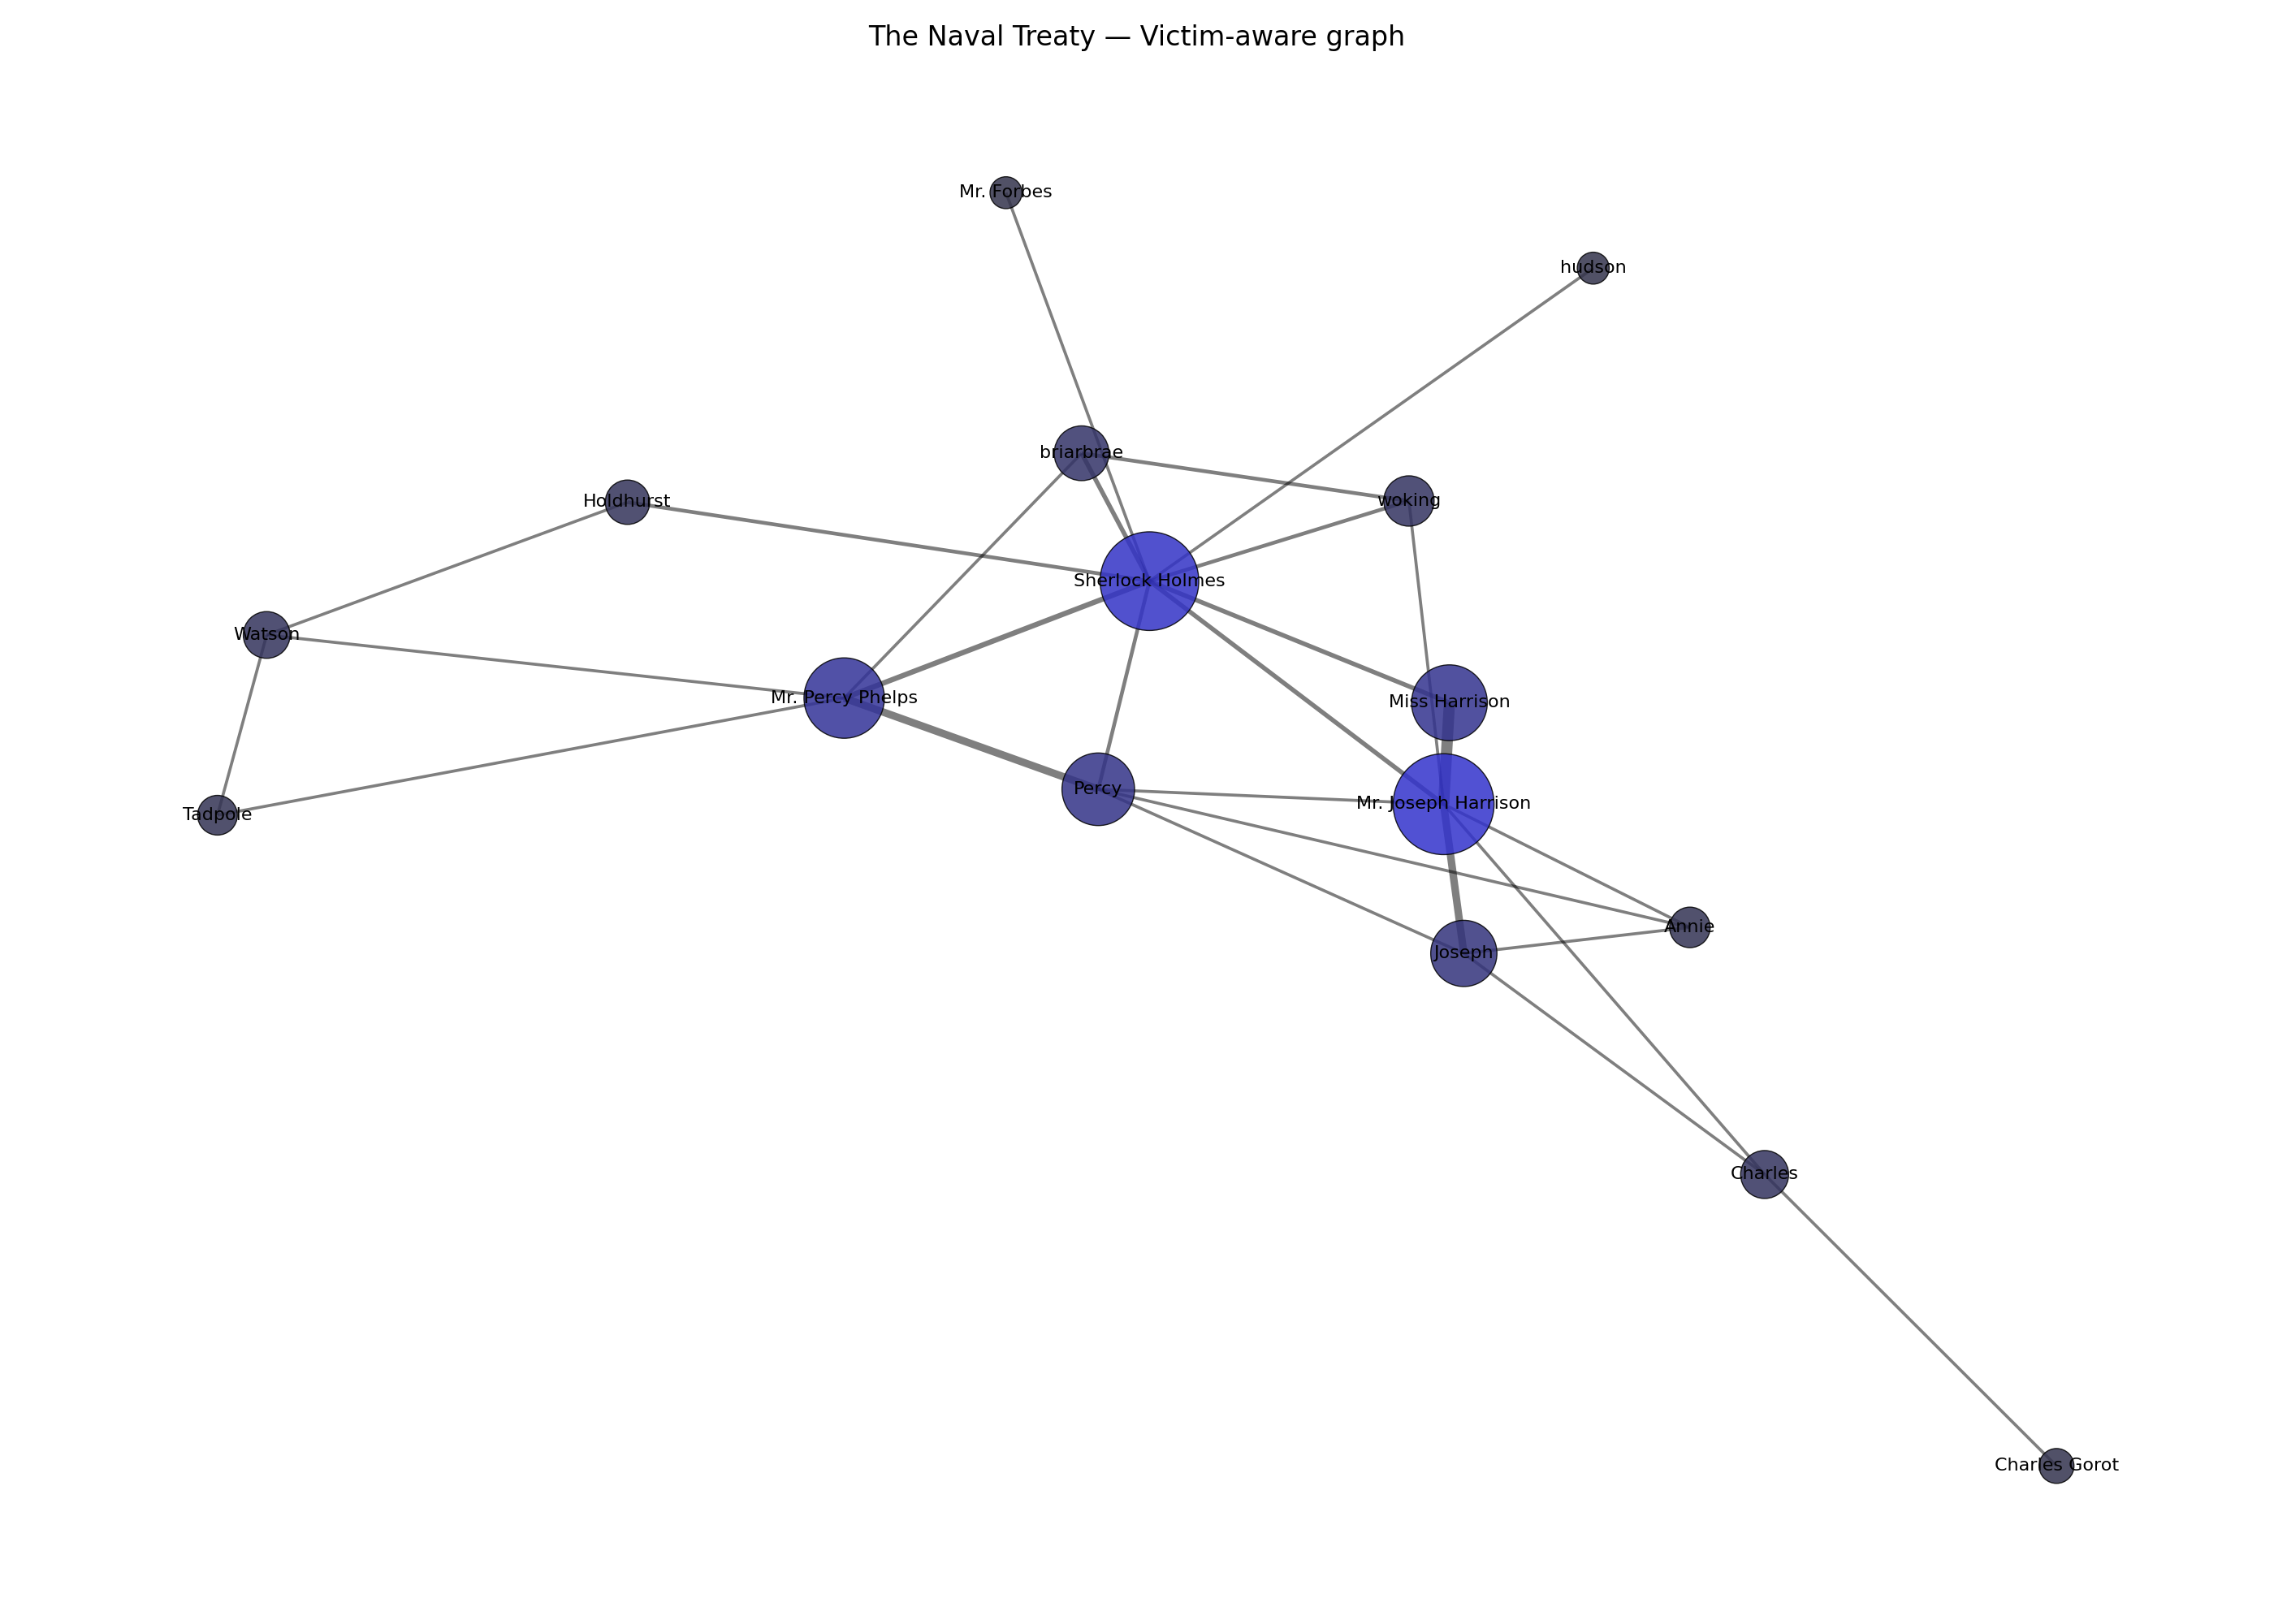 The Naval Treaty — Victim-aware graph
Mr. Forbes
hudson
briarbrae
Holdhurst
woking
Sherlock Holmes
Watson
Mr. Percy Phelps
Miss Harrison
Percy
Mr. Joseph Harrison
Tadpole
Annie
Joseph
Charles
Charles Gorot